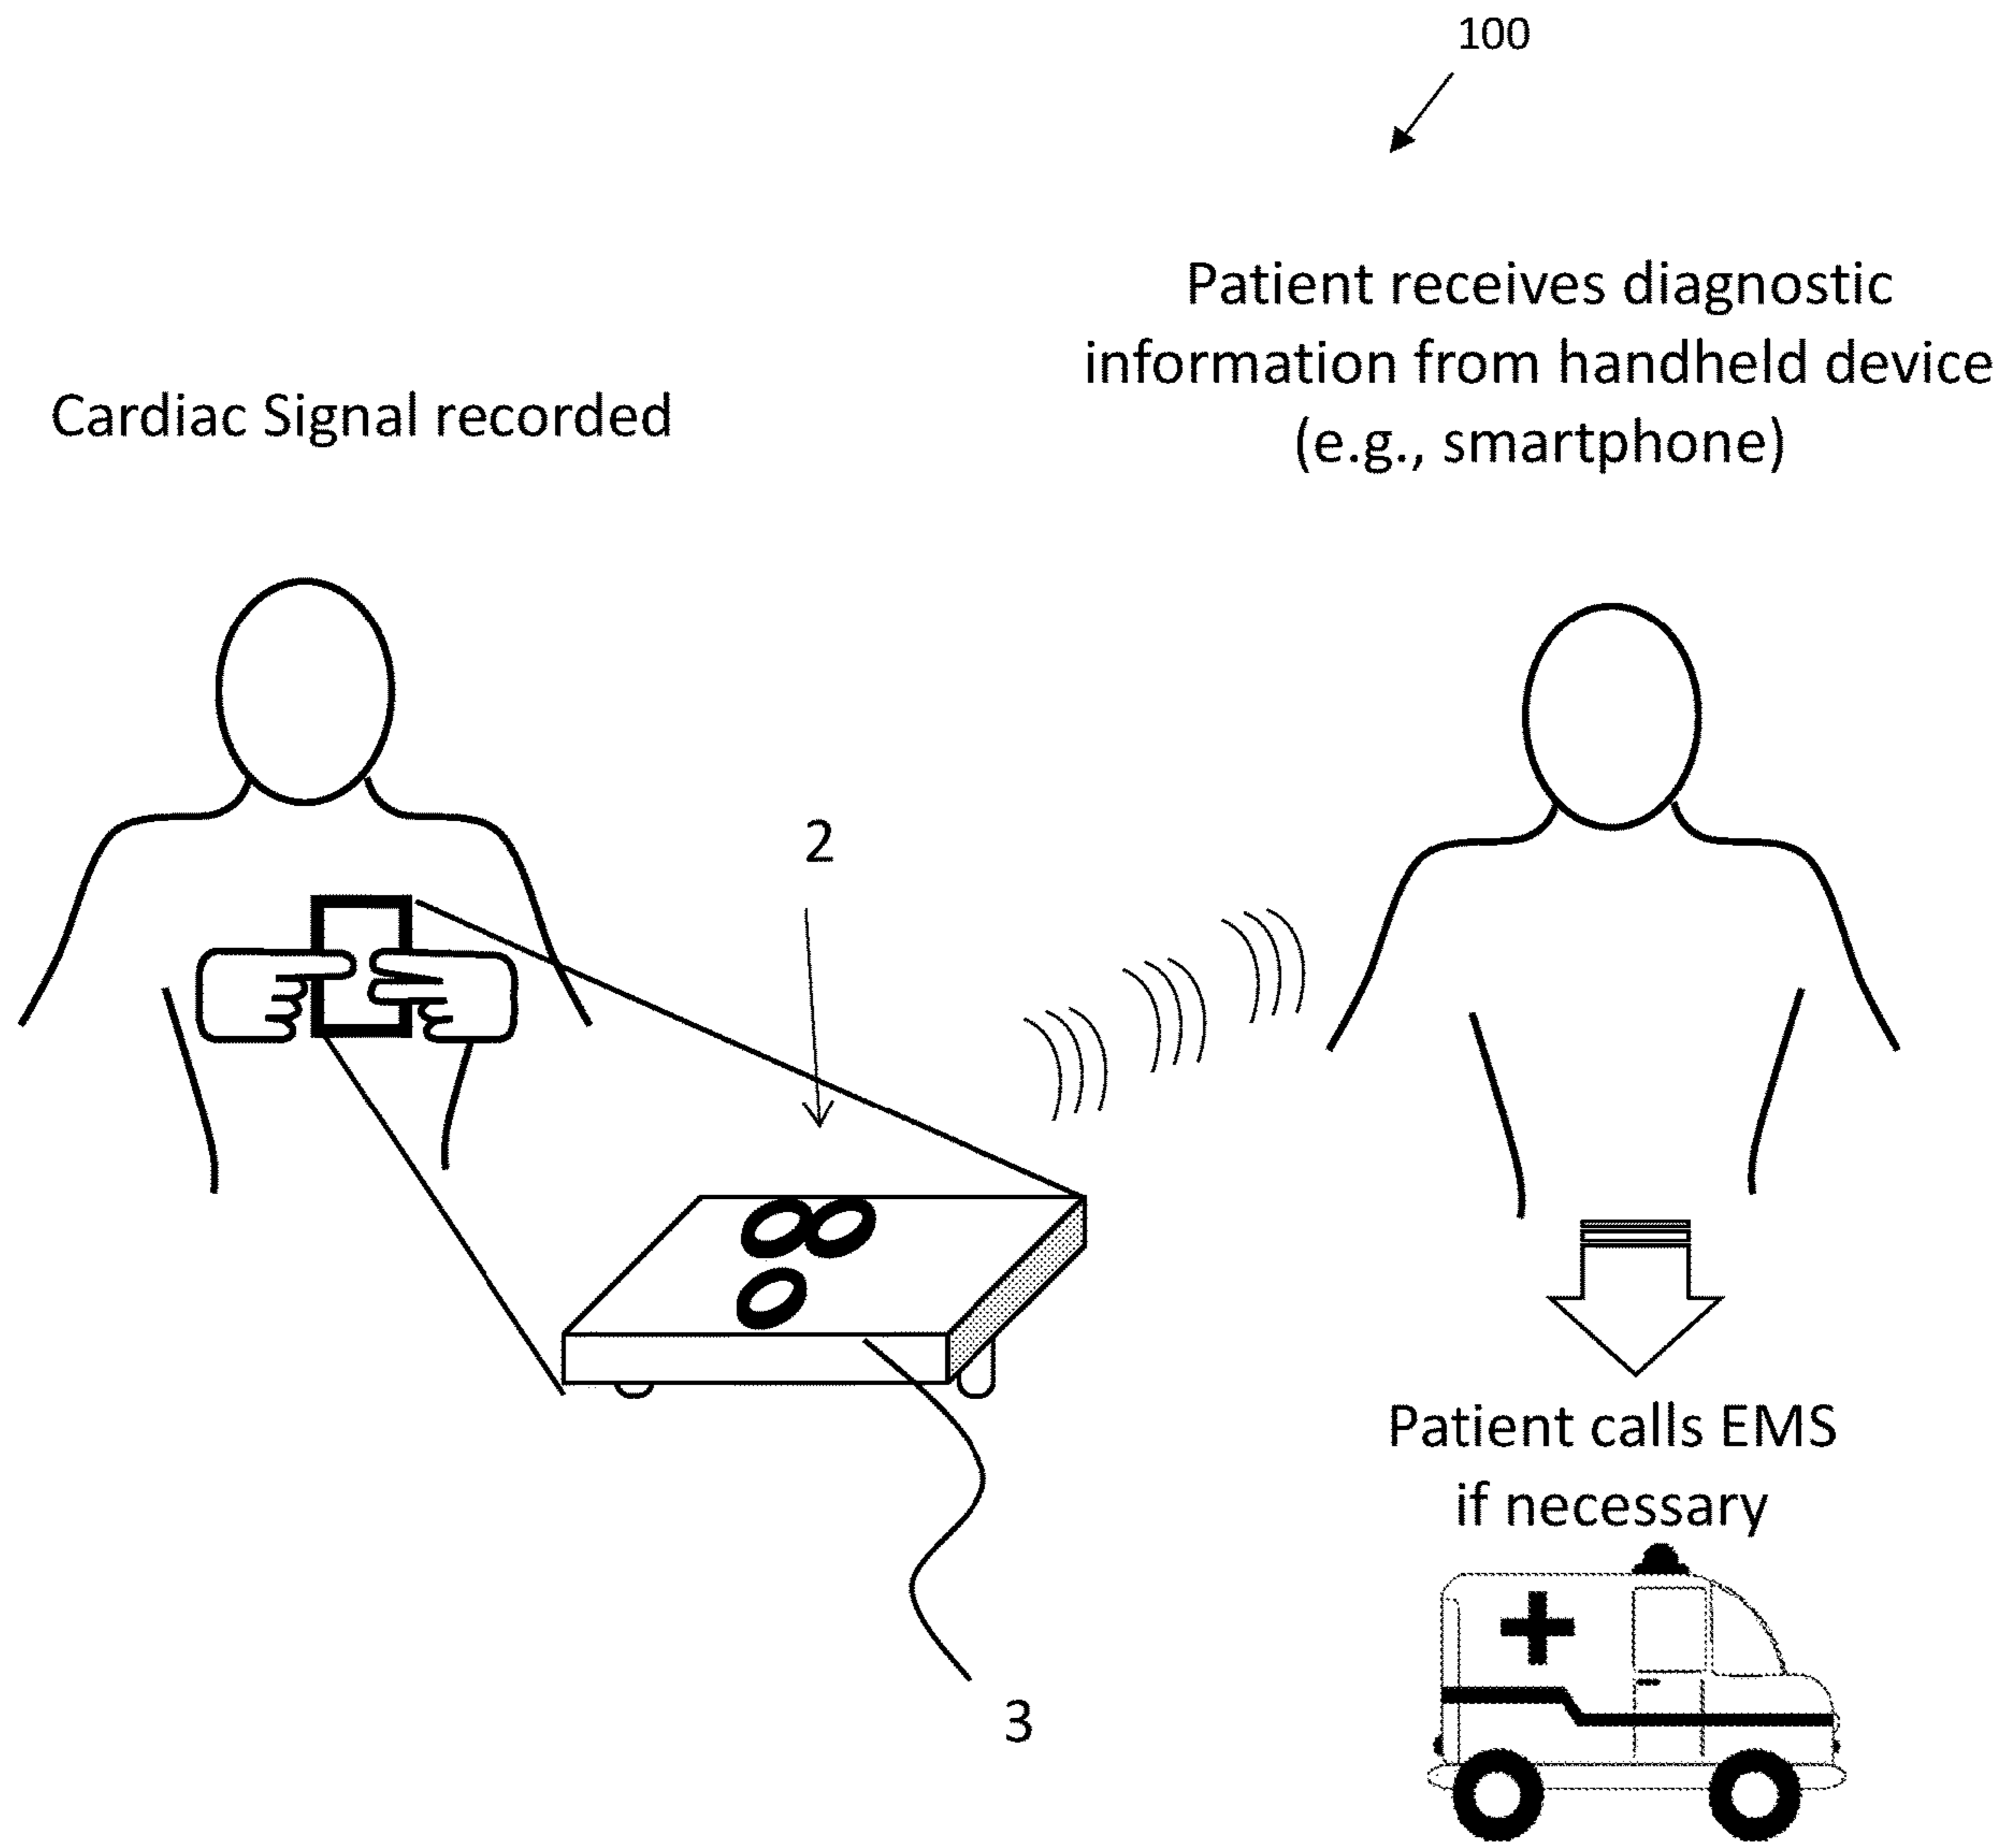 100
Patient receives diagnostic
information from handheld device
(e.g., smartphone)
Cardiac Signal recorded
2
3
Patient calls EMS
if necessary